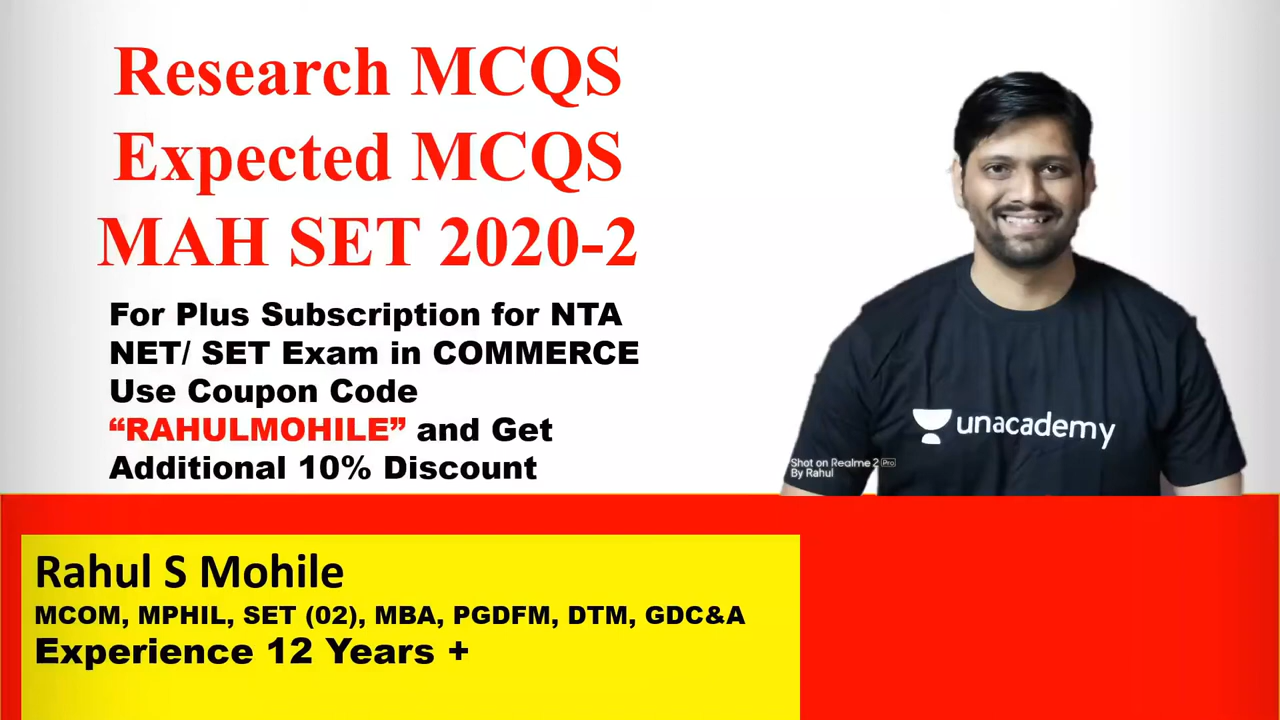 Research MCQS
Expected MCQS
MAH SET 2020-2
For Plus Subscription for NTA
NET/ SET Exam in COMMERCE
Use Coupon Code
“RAHULMOHILE” and Get
Additional 10% Discount
unacademy
Shot on Realme 2 Pro
By Rahul
Rahul S Mohile
MCOM, MPHIL, SET (02), MBA, PGDFM, DTM, GDC&A
Experience 12 Years +